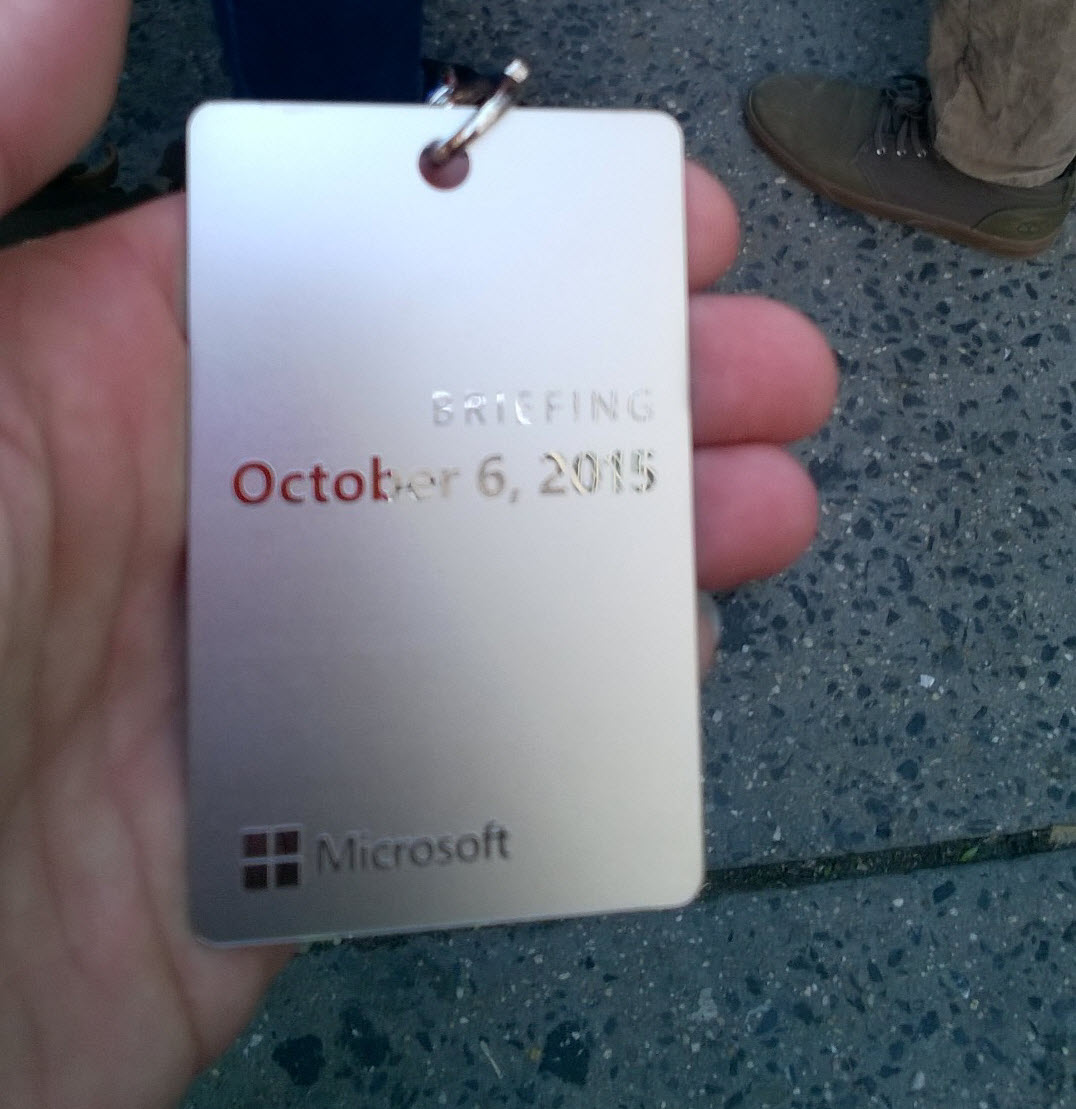 BRIEFING
October 6, 2015
Microsoft